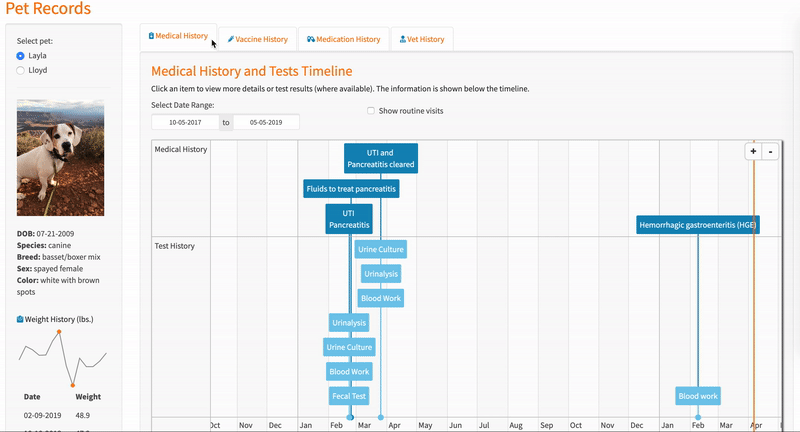 Pet Records
Select pet:
Layla
Lloyd
DOB: 07-21-2009
Species: canine
Breed: basset/boxer mix
Sex: spayed female
Color: white with brown
spots
Weight History (lbs.)
Date Weight
02-09-2019 48.9
Medical History
Vaccine History
Medication History
Vet History
Medical History and Tests Timeline
Click an item to view more details or test results (where available). The information is shown below the timeline.
Select Date Range:
10-05-2017 to 05-05-2019
Show routine visits
+ -
Medical History
UTI and
Pancreatitis cleared
Fluids to treat pancreatitis
UTI
Pancreatitis
Hemorrhagic gastroenteritis (HGE)
Test History
Urine Culture
Urinalysis
Blood Work
Urinalysis
Urine Culture
Blood Work
Fecal Test
Blood work
Oct Nov Dec Jan Feb Mar Apr May Jun Jul Aug Sep Oct Nov Dec Jan Feb Mar Apr